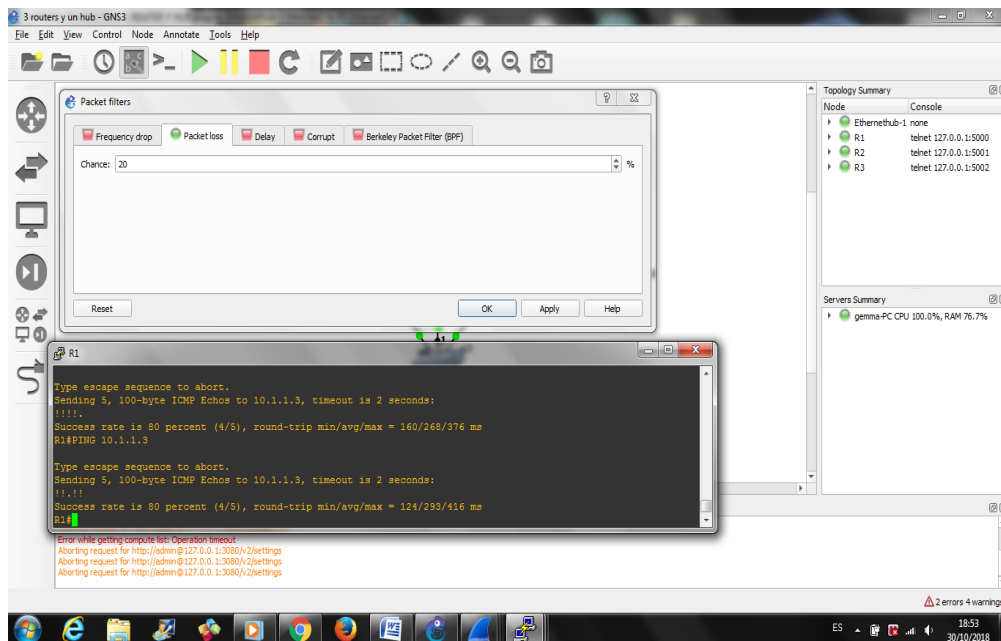 3 routers y un hub - GNS3
File Edit View Control Node Annotate Tools Help
Packet filters
Frequency drop Packet loss Delay Corrupt Berkeley Packet Filter (BPF)
Chance: 20 %
Reset OK Apply Help
Topology Summary
Node Console
Ethernethub-1 none
R1 telnet 127.0.0.1:5000
R2 telnet 127.0.0.1:5001
R3 telnet 127.0.0.1:5002
Servers Summary
gemma-PC CPU 100.0%, RAM 76.7%
R1
Type escape sequence to abort.
Sending 5, 100-byte ICMP Echos to 10.1.1.3, timeout is 2 seconds:
!!!!.
Success rate is 80 percent (4/5), round-trip min/avg/max = 160/268/376 ms
R1#PING 10.1.1.3
Type escape sequence to abort.
Sending 5, 100-byte ICMP Echos to 10.1.1.3, timeout is 2 seconds:
!!.!!
Success rate is 80 percent (4/5), round-trip min/avg/max = 124/293/416 ms
R1#
Error while getting compute list: Operation timeout
Aborting request for http://admin@127.0.0.1:3080/v2/settings
Aborting request for http://admin@127.0.0.1:3080/v2/settings
Aborting request for http://admin@127.0.0.1:3080/v2/settings
2 errors 4 warnings
ES 18:53
30/10/2018